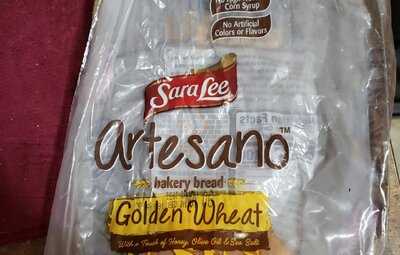 Corn Syrup
No Artificial
Colors or Flavors
Sara Lee
Artesano™
bakery bread
Golden Wheat
With a Touch of Honey, Olive Oil & Sea Salt